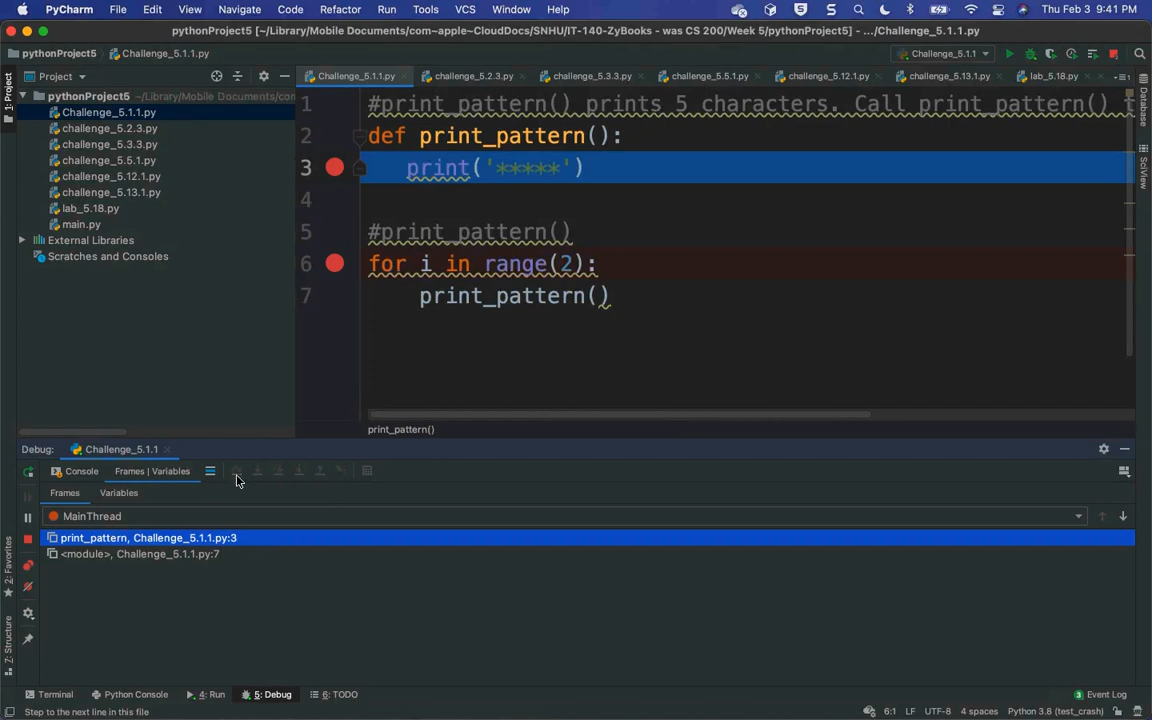 PyCharm File Edit View Navigate Code Refactor Run Tools VCS Window Help Thu Feb 3 9:41 PM
pythonProject5 [~/Library/Mobile Documents/com~apple~CloudDocs/SNHU/IT-140-ZyBooks - was CS 200/Week 5/pythonProject5] - .../Challenge_5.1.1.py
pythonProject5 Challenge_5.1.1.py Challenge_5.1.1
Project Challenge_5.1.1.py challenge_5.2.3.py challenge_5.3.3.py challenge_5.5.1.py challenge_5.12.1.py challenge_5.13.1.py lab_5.18.py
1: Project
pythonProject5 ~/Library/Mobile Documents/com
Challenge_5.1.1.py
challenge_5.2.3.py
challenge_5.3.3.py
challenge_5.5.1.py
challenge_5.12.1.py
challenge_5.13.1.py
lab_5.18.py
main.py
External Libraries
Scratches and Consoles
1 #print_pattern() prints 5 characters. Call print_pattern() t
2 def print_pattern():
3 print('*****')
4
5 #print_pattern()
6 for i in range(2):
7 print_pattern()
print_pattern()
Database
SciView
Debug: Challenge_5.1.1
Console Frames | Variables
Frames Variables
MainThread
print_pattern, Challenge_5.1.1.py:3
<module>, Challenge_5.1.1.py:7
2: Favorites
Z: Structure
Terminal Python Console 4: Run 5: Debug 6: TODO 3 Event Log
Step to the next line in this file 6:1 LF UTF-8 4 spaces Python 3.8 (test_crash)